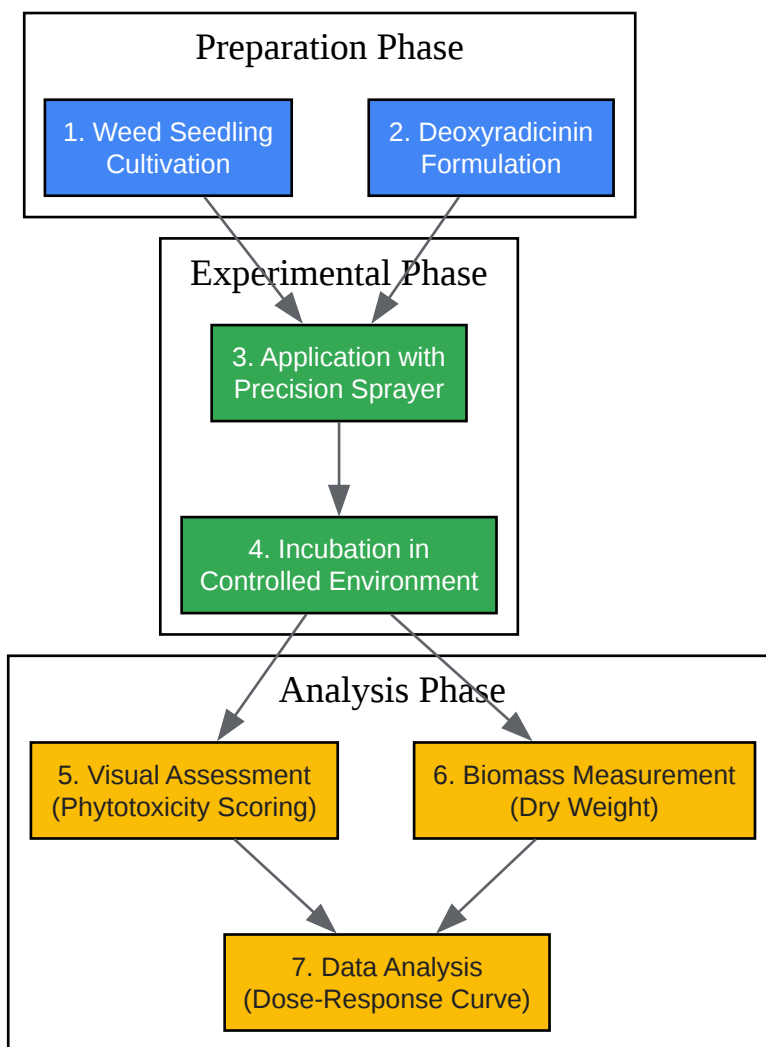 Preparation Phase
1. Weed Seedling
Cultivation
2. Deoxyradicinin
Formulation
Experimental Phase
3. Application with
Precision Sprayer
4. Incubation in
Controlled Environment
Analysis Phase
5. Visual Assessment
(Phytotoxicity Scoring)
6. Biomass Measurement
(Dry Weight)
7. Data Analysis
(Dose-Response Curve)